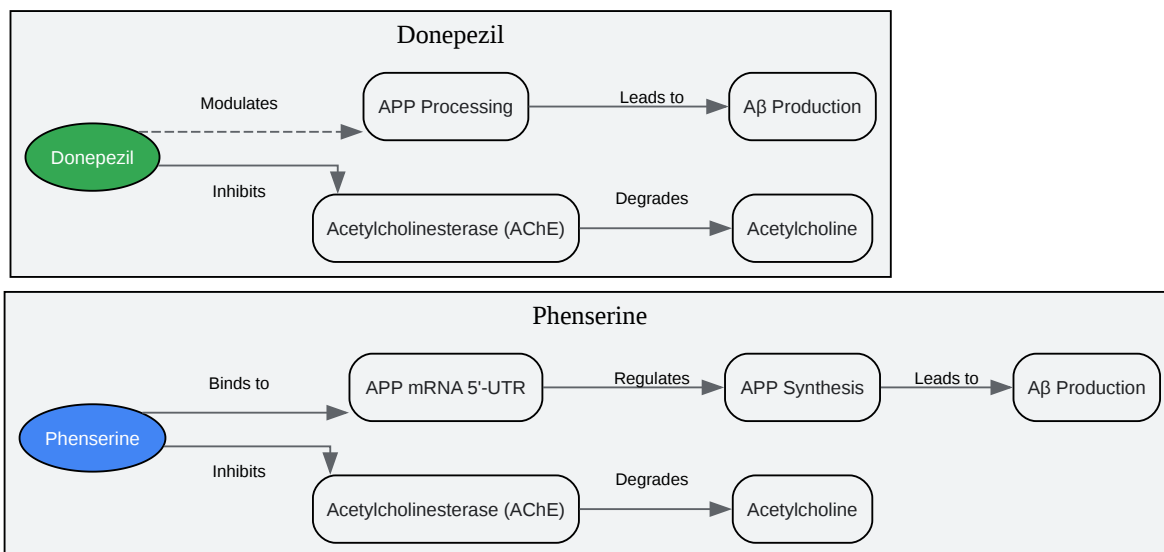 Donepezil
Modulates
APP Processing
Leads to
Aβ Production
Donepezil
Inhibits
Acetylcholinesterase (AChE)
Degrades
Acetylcholine
Phenserine
Binds to
APP mRNA 5'-UTR
Regulates
APP Synthesis
Leads to
Aβ Production
Phenserine
Inhibits
Acetylcholinesterase (AChE)
Degrades
Acetylcholine